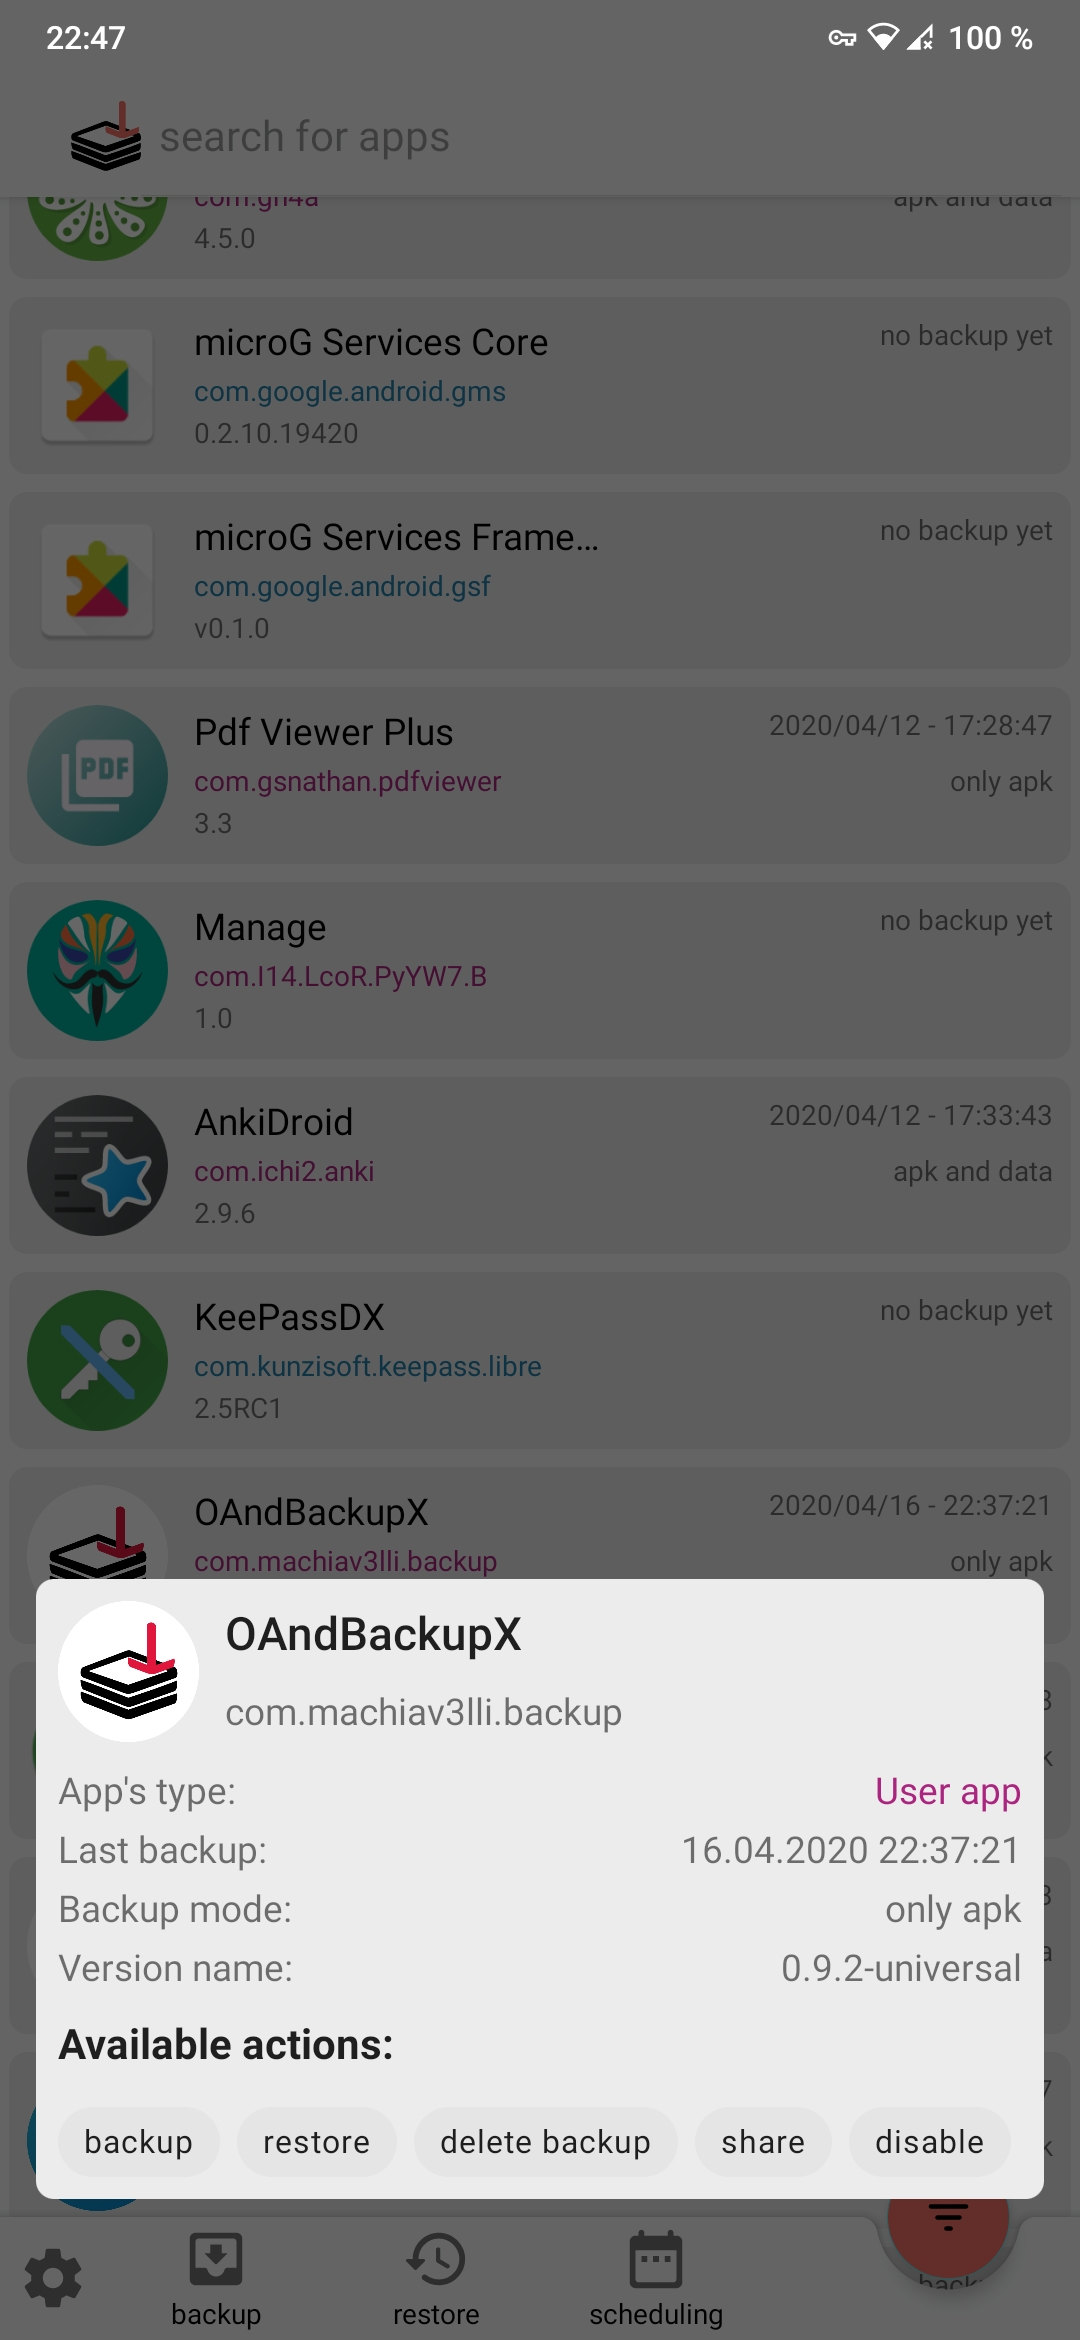 22:47
100 %
search for apps
com.gh4a
apk and data
4.5.0
microG Services Core
no backup yet
com.google.android.gms
0.2.10.19420
microG Services Frame...
no backup yet
com.google.android.gsf
v0.1.0
Pdf Viewer Plus
2020/04/12 - 17:28:47
com.gsnathan.pdfviewer
only apk
PDF
3.3
Manage
no backup yet
com.I14.LcoR.PyYW7.B
1.0
AnkiDroid
2020/04/12 - 17:33:43
com.ichi2.anki
apk and data
2.9.6
KeePassDX
no backup yet
com.kunzisoft.keepass.libre
2.5RC1
OAndBackupX
2020/04/16 - 22:37:21
com.machiav3lli.backup
only apk
OAndBackupX
com.machiav3lli.backup
App's type:
User app
Last backup:
16.04.2020 22:37:21
Backup mode:
only apk
Version name:
0.9.2-universal
Available actions:
backup
restore
delete backup
share
disable
backup
restore
scheduling